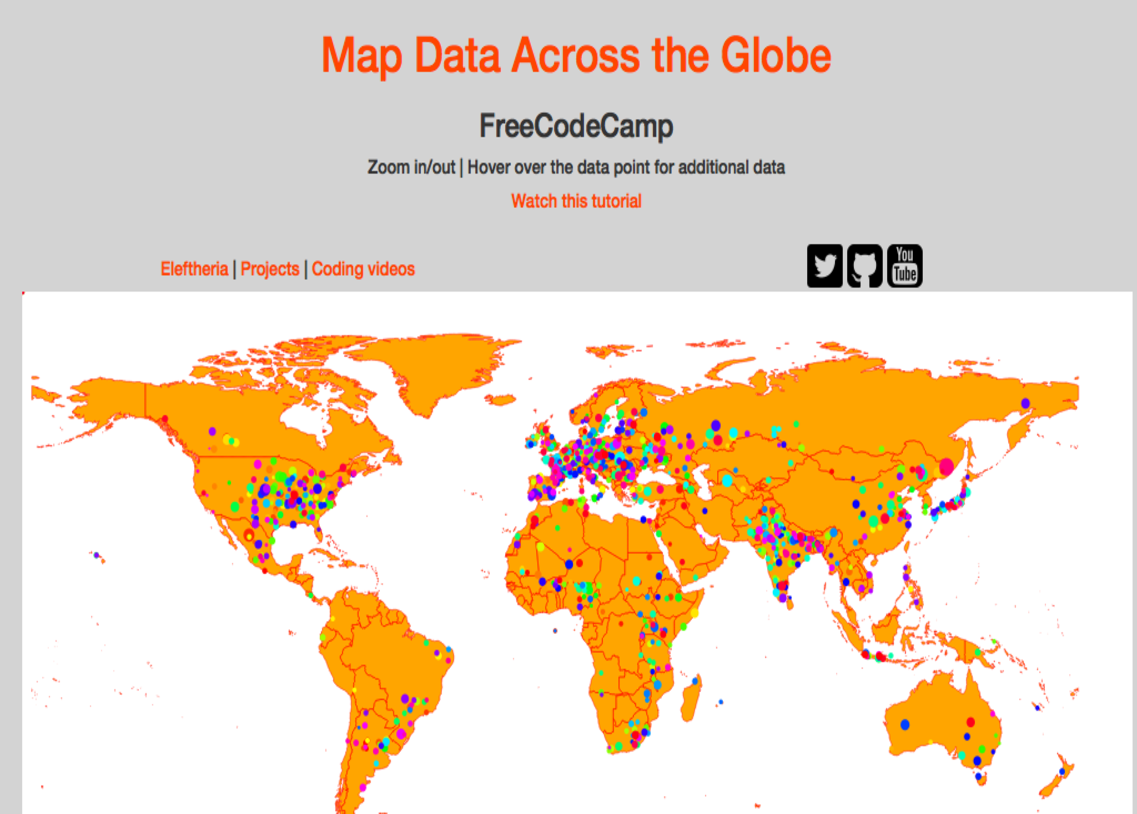 Map Data Across the Globe
FreeCodeCamp
Zoom in/out | Hover over the data point for additional data
Watch this tutorial
Eleftheria | Projects | Coding videos
You
Tube